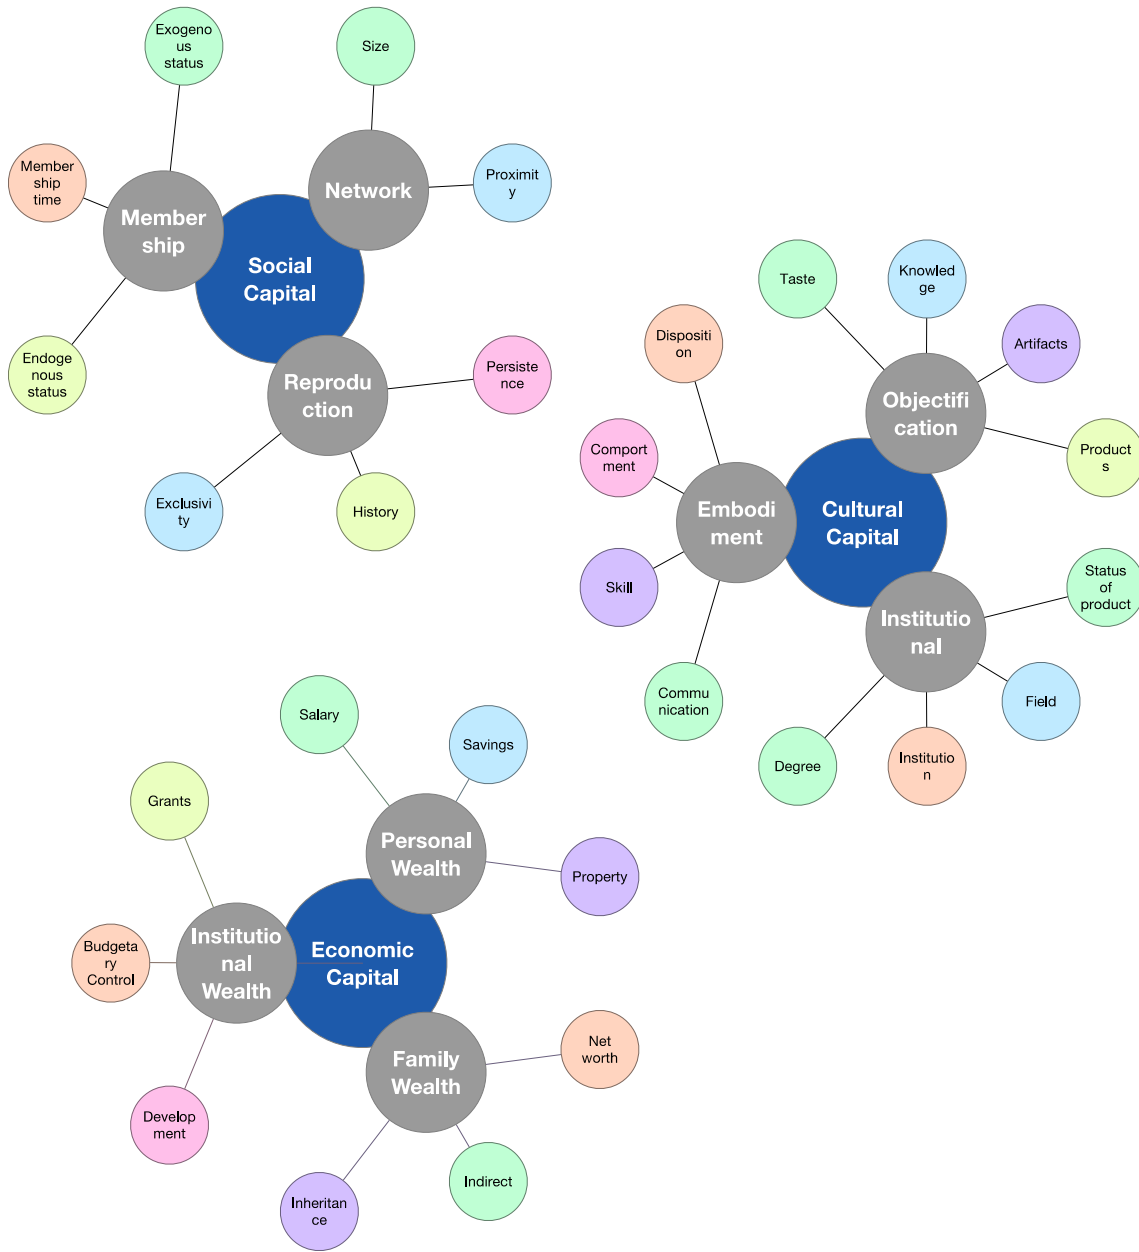 Exogeno
us
status
Size
Member
ship
time
Proximit
y
Network
Member
ship
Social
Capital
Endoge
nous
status
Reprodu
ction
Persiste
nce
Exclusivi
ty
History
Taste
Knowled
ge
Dispositi
on
Artifacts
Objectifi
cation
Comport
ment
Product
s
Embodi
ment
Cultural
Capital
Skill
Status
of
product
Institutio
nal
Commu
nication
Field
Degree
Institutio
n
Salary
Savings
Grants
Personal
Wealth
Property
Budgeta
ry
Control
Institutio
nal
Wealth
Economic
Capital
Net
worth
Family
Wealth
Develop
ment
Indirect
Inheritan
ce